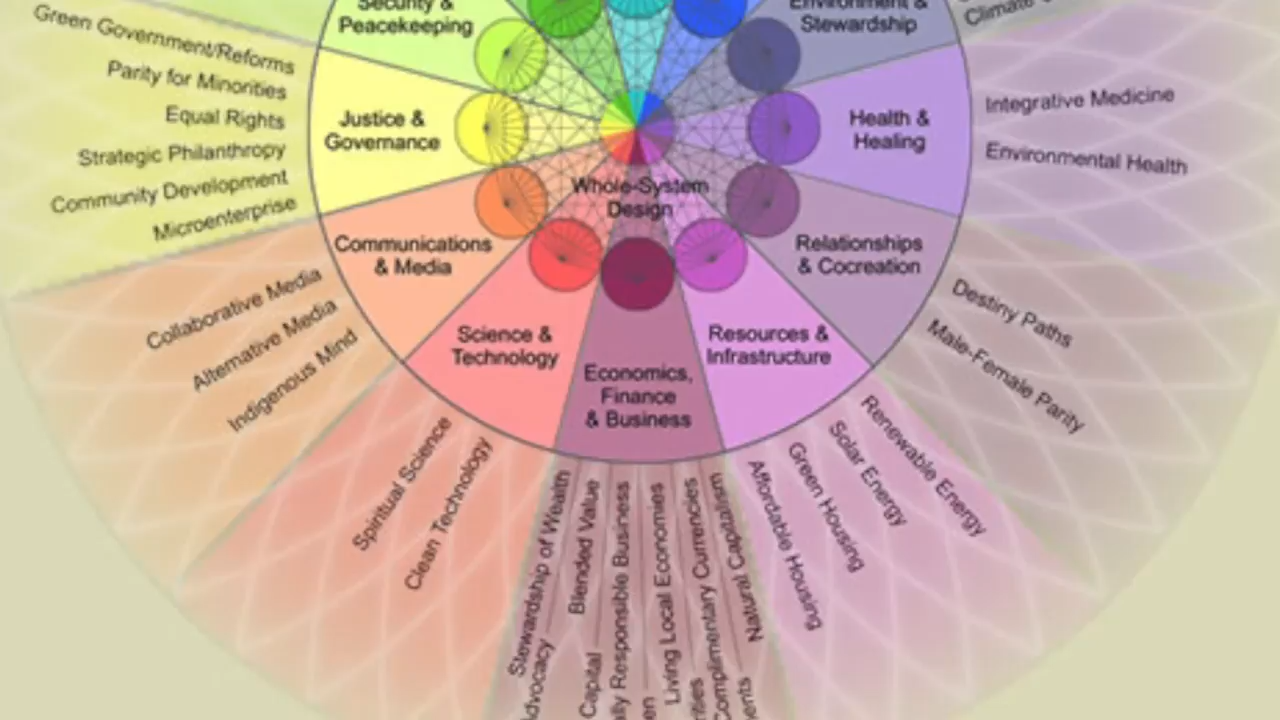 Security &
Peacekeeping
Environment &
Stewardship
Climate
Green Government/Reforms
Parity for Minorities
Equal Rights
Strategic Philanthropy
Community Development
Microenterprise
Justice &
Governance
Health &
Healing
Integrative Medicine
Environmental Health
Whole-System
Design
Communications
& Media
Relationships
& Cocreation
Collaborative Media
Alternative Media
Indigenous Mind
Destiny Paths
Male-Female Parity
Science &
Technology
Resources &
Infrastructure
Economics,
Finance
& Business
Spiritual Science
Clean Technology
Stewardship of Wealth
Blended Value
Responsible Business
Living Local Economies
Complimentary Currencies
Natural Capitalism
Affordable Housing
Green Housing
Solar Energy
Renewable Energy
Capital